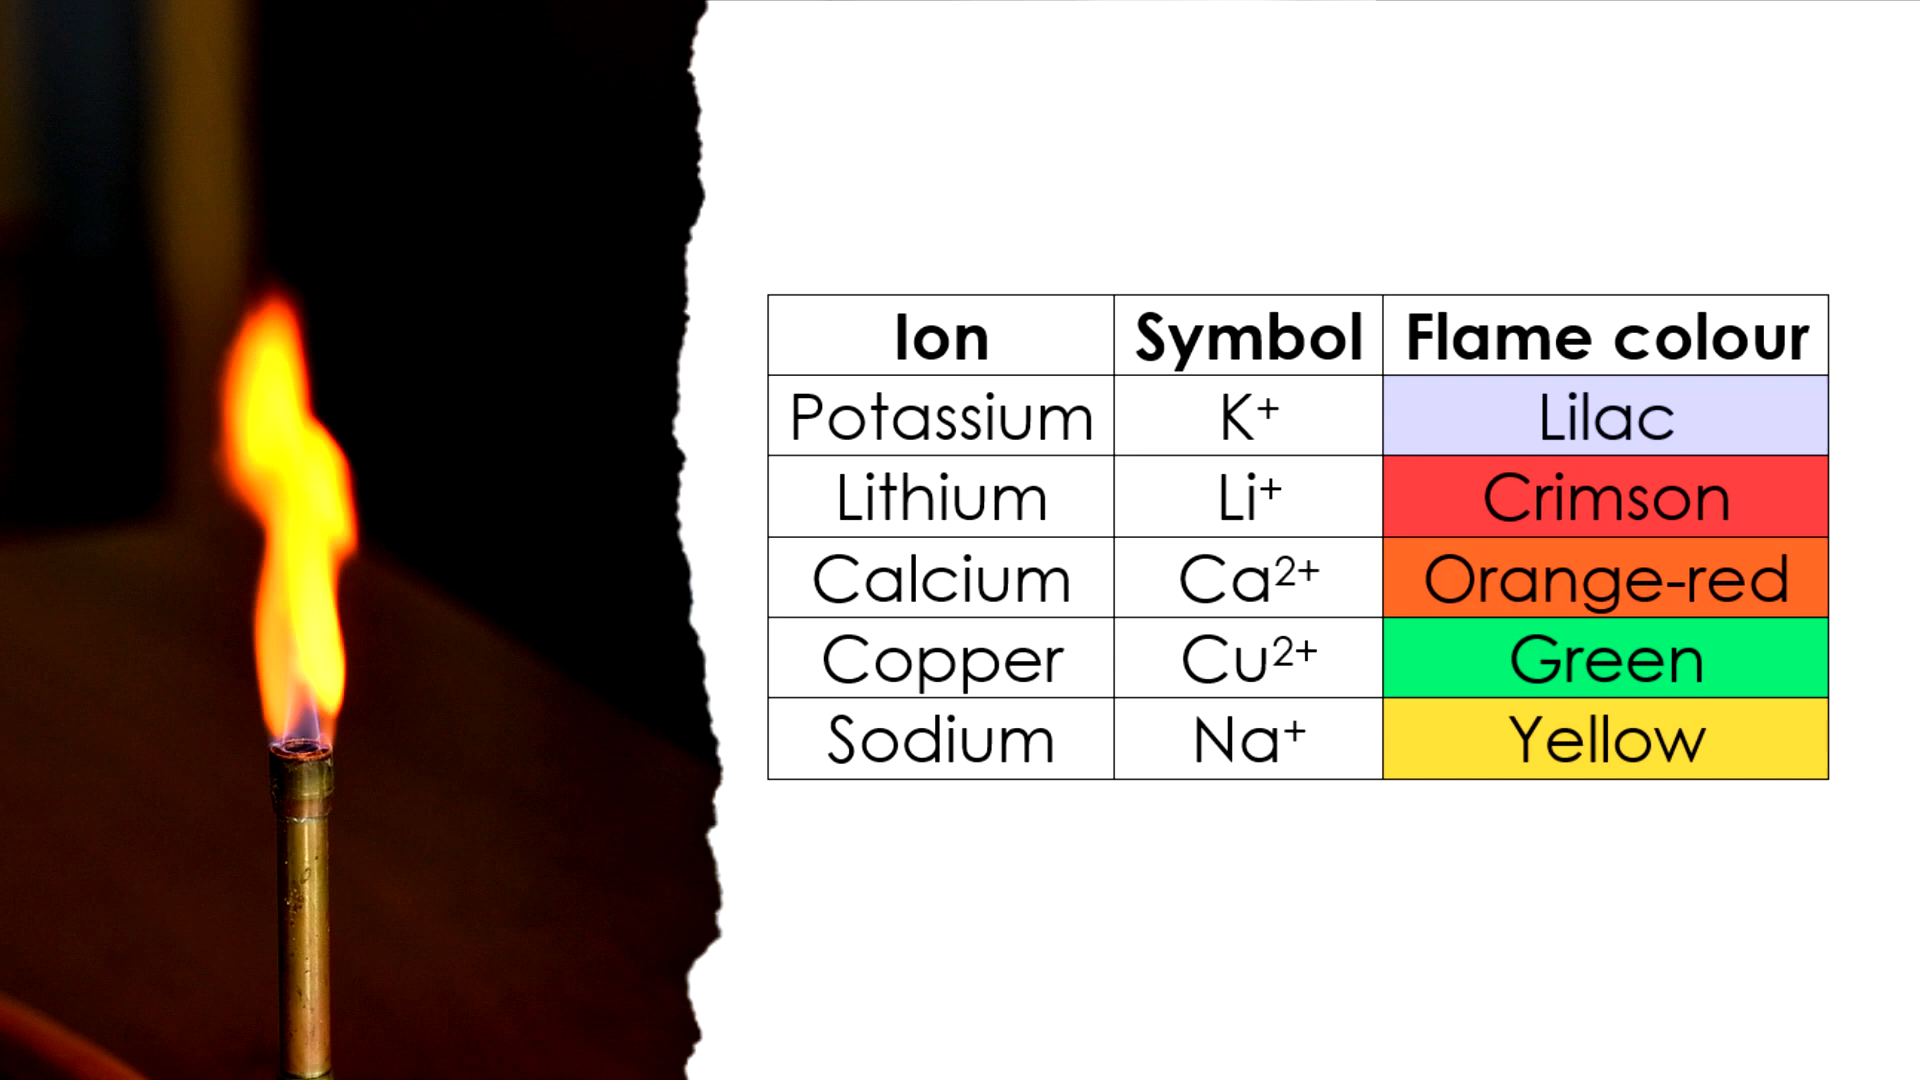 Ion Symbol Flame colour
Potassium K⁺ Lilac
Lithium Li⁺ Crimson
Calcium Ca²⁺ Orange-red
Copper Cu²⁺ Green
Sodium Na⁺ Yellow